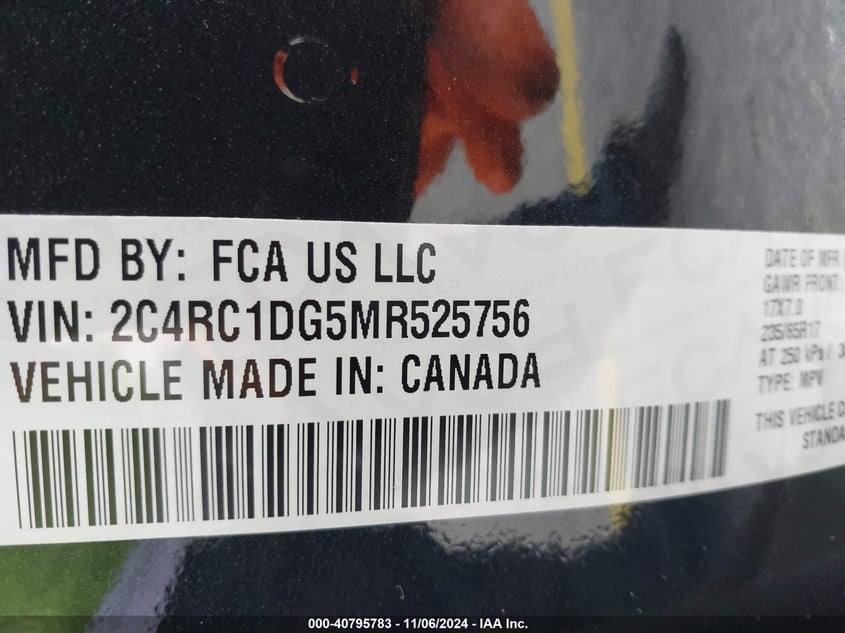 MFD BY: FCA US LLC
VIN: 2C4RC1DG5MR525756
VEHICLE MADE IN: CANADA
DATE OF MFR
GAWR FRONT:
17X7.0
235/65R17
AT 250 kPa /
TYPE: MPV
THIS VEHICLE
000-40795783 - 11/06/2024 - IAA Inc.